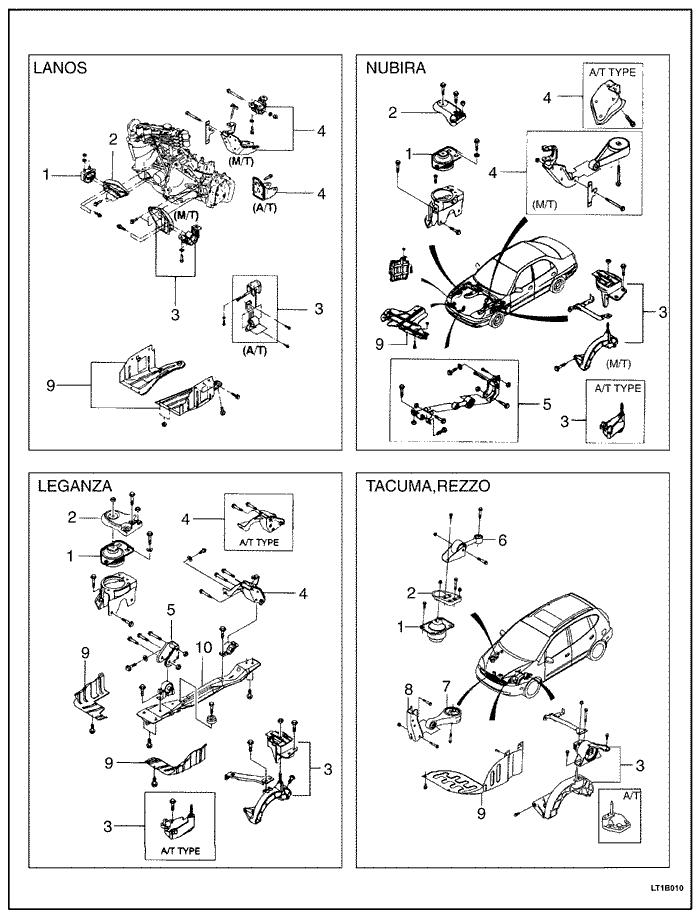 LANOS
2
1
4
(M/T)
4
(A/T)
(M/T)
3
3
(A/T)
9
NUBIRA
A/T TYPE
4
2
1
4
(M/T)
3
9
(M/T)
A/T TYPE
5
3
LEGANZA
2
4
A/T TYPE
1
4
5
10
9
9
3
3
A/T TYPE
TACUMA,REZZO
6
2
1
8
7
3
9
A/T
LT1B010